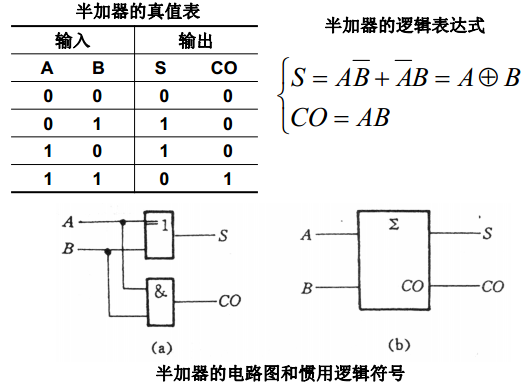 半加器的真值表
输入 输出
A B S CO
0 0 0 0
0 1 1 0
1 0 1 0
1 1 0 1
半加器的逻辑表达式
S = AB̅ + A̅B = A ⊕ B
CO = AB
A
B
=1
S
&
CO
(a)
A
B
Σ
CO
S
CO
(b)
半加器的电路图和惯用逻辑符号